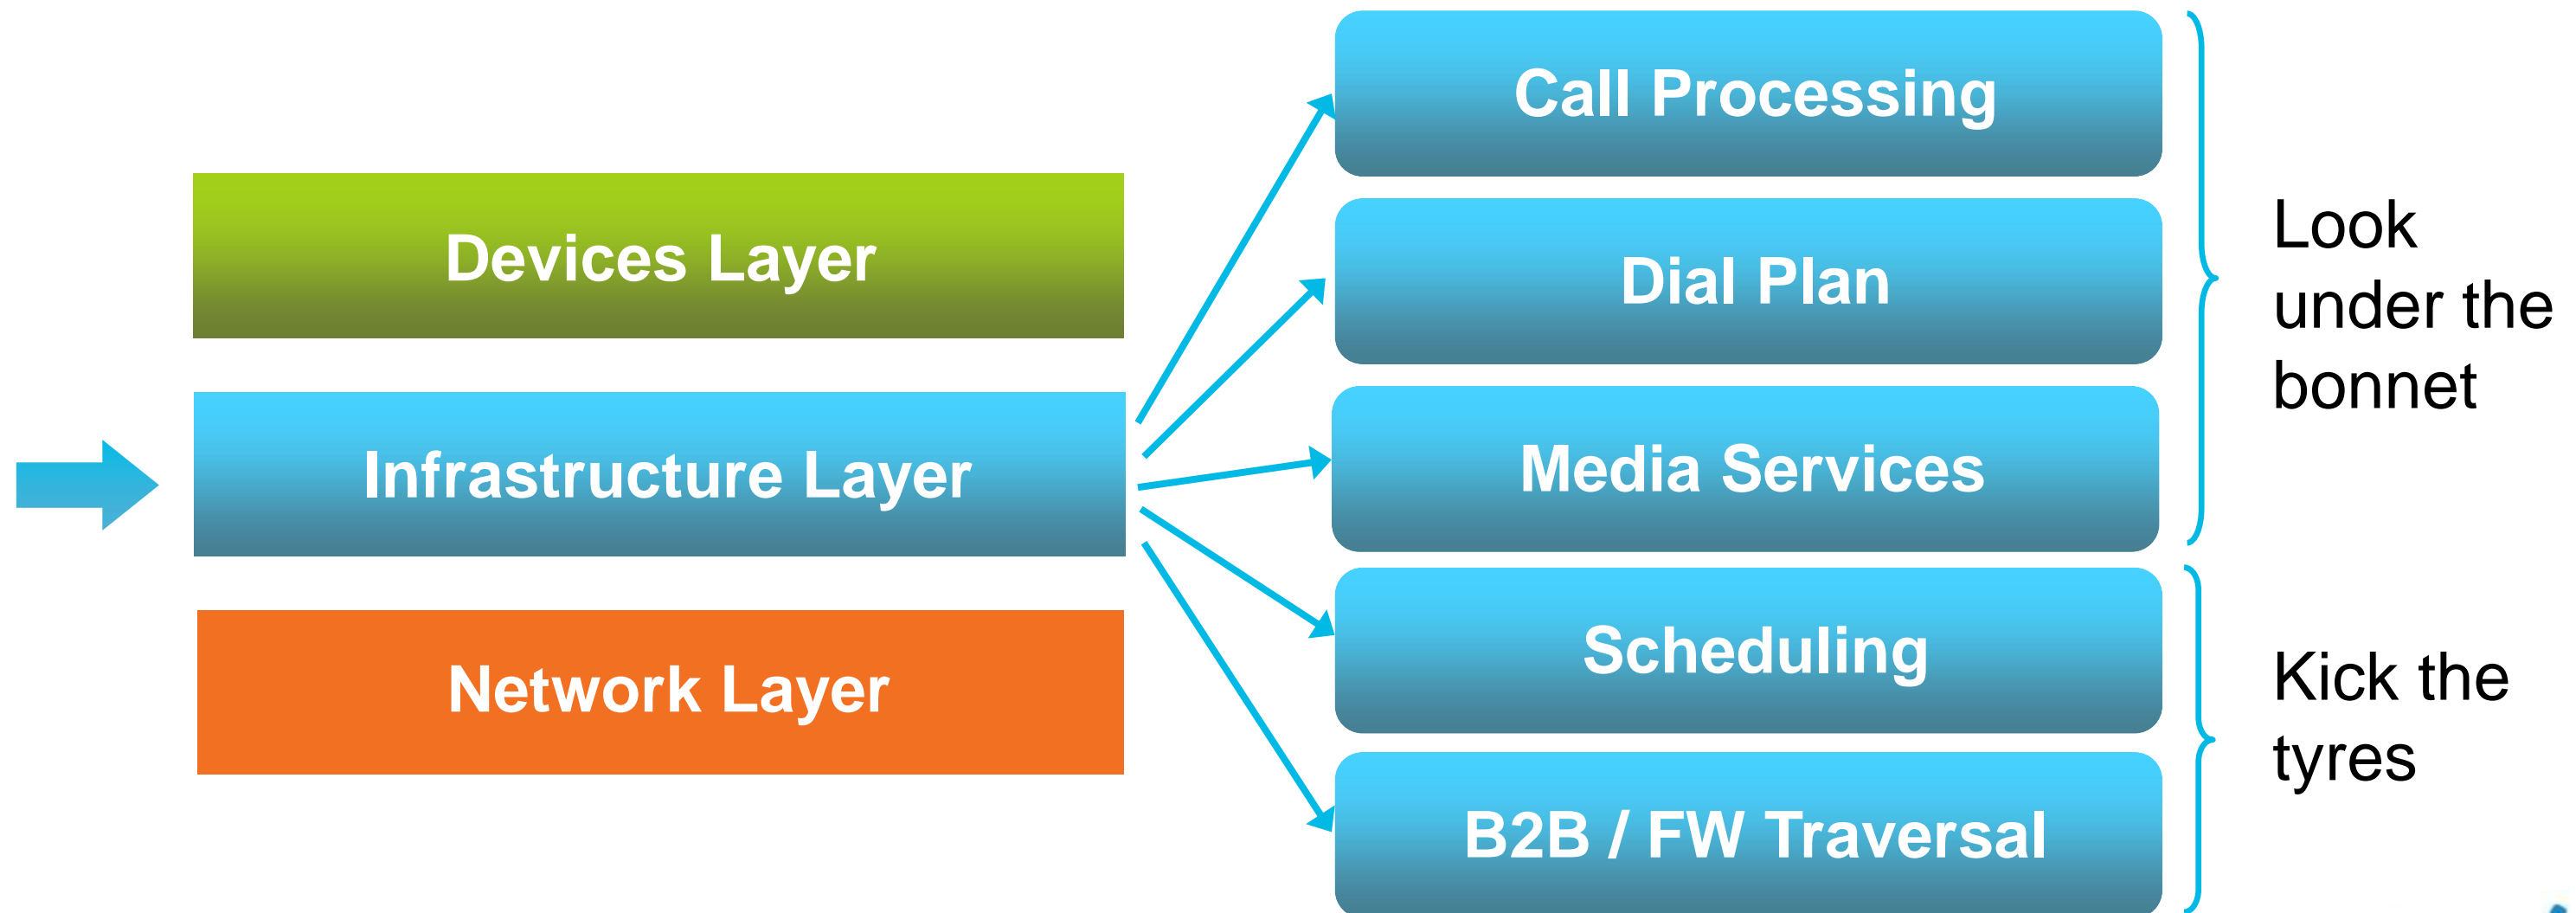 Devices Layer
Infrastructure Layer
Network Layer
Call Processing
Dial Plan
Media Services
Scheduling
B2B / FW Traversal
Look
under the
bonnet
Kick the
tyres